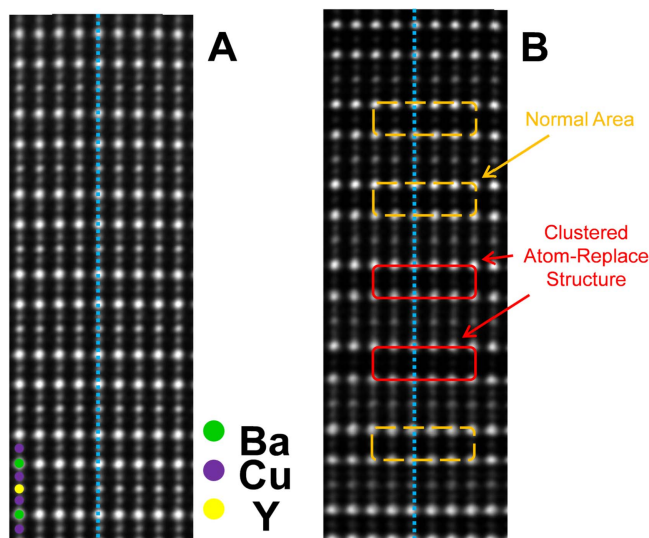 A
B
Normal Area
Clustered
Atom-Replace
Structure
Ba
Cu
Y